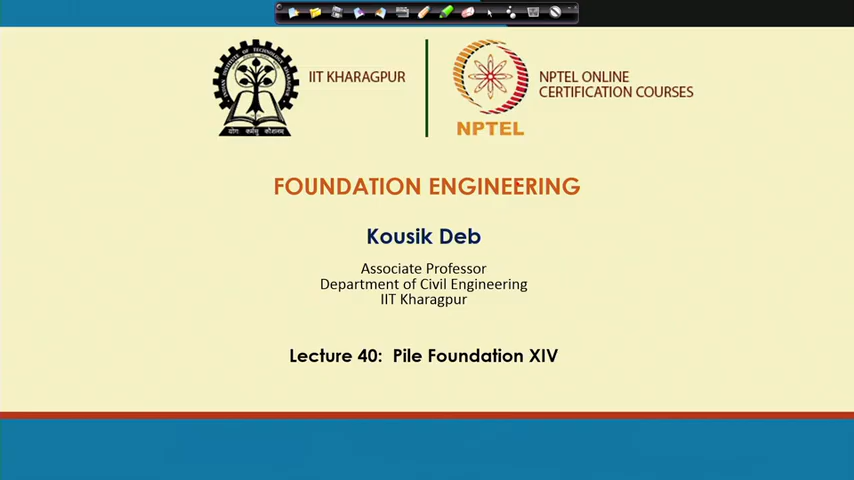 IIT KHARAGPUR
NPTEL
NPTEL ONLINE
CERTIFICATION COURSES
FOUNDATION ENGINEERING
Kousik Deb
Associate Professor
Department of Civil Engineering
IIT Kharagpur
Lecture 40: Pile Foundation XIV